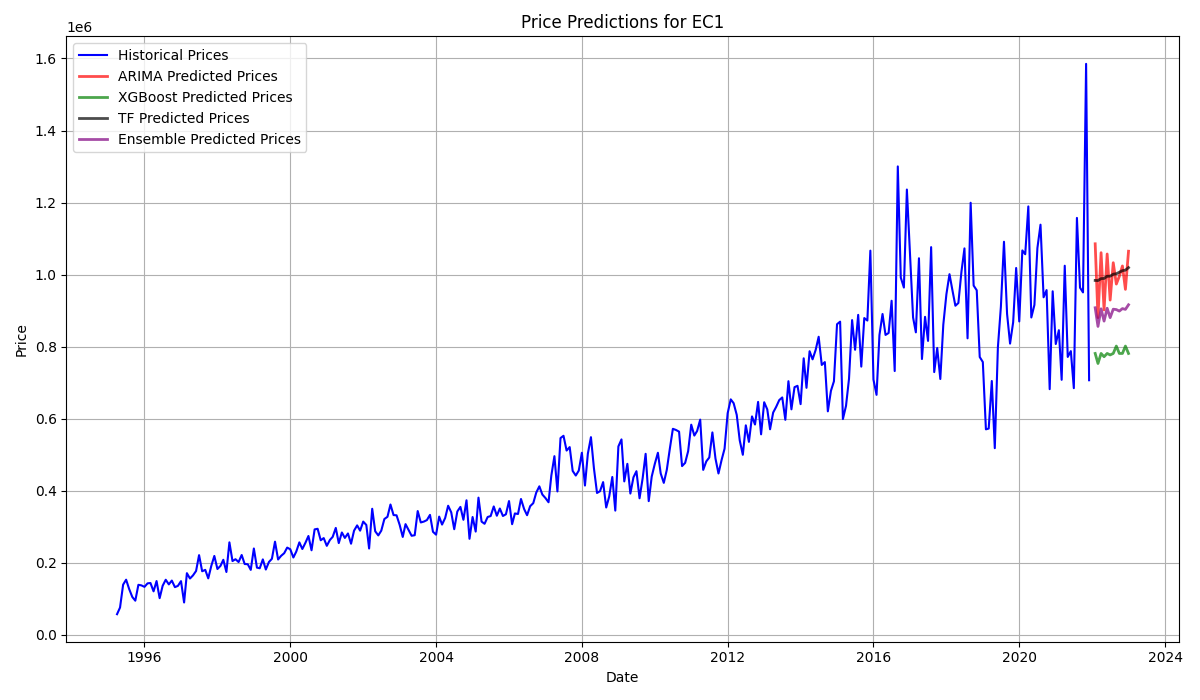 Price Predictions for EC1
1e6
Historical Prices
ARIMA Predicted Prices
XGBoost Predicted Prices
TF Predicted Prices
Ensemble Predicted Prices
1.6
1.4
1.2
1.0
0.8
0.6
0.4
0.2
0.0
Price
1996 2000 2004 2008 2012 2016 2020 2024
Date